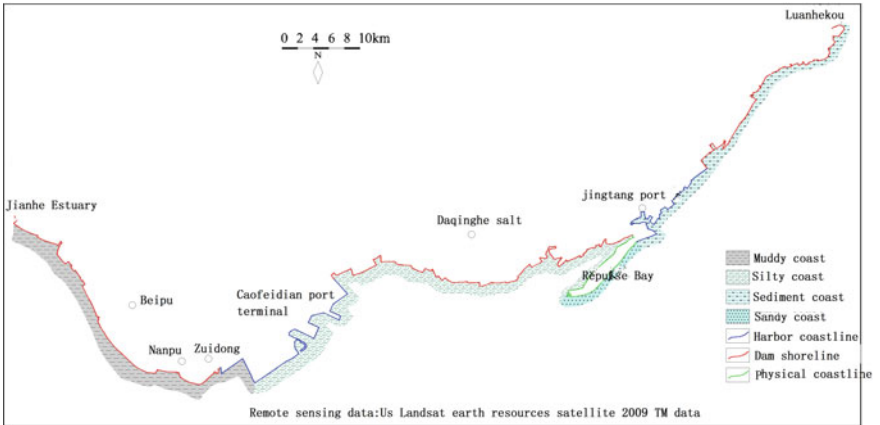 Luanhekou
0 2 4 6 8 10km
N
jingtang port
Jianhe Estuary
Daqinghe salt
Repulse Bay
Muddy coast
Silty coast
Sediment coast
Sandy coast
Harbor coastline
Dam shoreline
Physical coastline
Caofeidian port
terminal
Beipu
Nanpu
Zuidong
Remote sensing data:Us Landsat earth resources satellite 2009 TM data